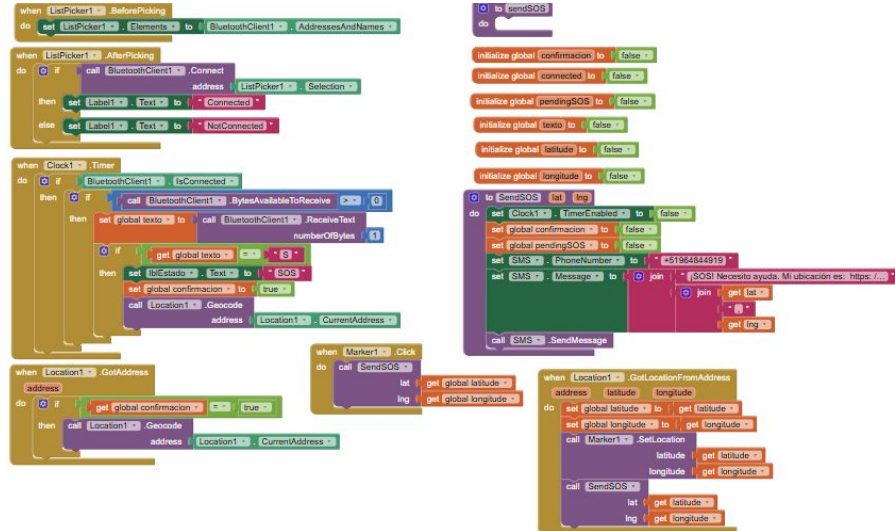 when ListPicker1 .BeforePicking
do set ListPicker1 . Elements to BluetoothClient1 . AddressesAndNames
when ListPicker1 .AfterPicking
do if call BluetoothClient1 .Connect
address ListPicker1 . Selection
then set Label1 . Text to " Connected "
else set Label1 . Text to " NotConnected "
when Clock1 .Timer
do if BluetoothClient1 . IsConnected
then if call BluetoothClient1 .BytesAvailableToReceive > 0
then set global texto to call BluetoothClient1 .ReceiveText
numberOfBytes 1
if get global texto = " S "
then set lblEstado . Text to " SOS "
set global confirmacion to true
call Location1 .Geocode
address Location1 . CurrentAddress
when Location1 .GotAddress
address
do if get global confirmacion = true
then call Location1 .Geocode
address Location1 . CurrentAddress
when Marker1 .Click
do call SendSOS
lat get global latitude
lng get global longitude
to sendSOS
do
initialize global confirmacion to false
initialize global connected to false
initialize global pendingSOS to false
initialize global texto to false
initialize global latitude to false
initialize global longitude to false
to SendSOS lat lng
do set Clock1 . TimerEnabled to false
set global confirmacion to false
set global pendingSOS to false
set SMS . PhoneNumber to " +51964844919 "
set SMS . Message to join " ¡SOS! Necesito ayuda. Mi ubicación es: https:/... "
join get lat
" , "
get lng
call SMS .SendMessage
when Location1 .GotLocationFromAddress
address latitude longitude
do set global latitude to get latitude
set global longitude to get longitude
call Marker1 .SetLocation
latitude get latitude
longitude get longitude
call SendSOS
lat get latitude
lng get longitude